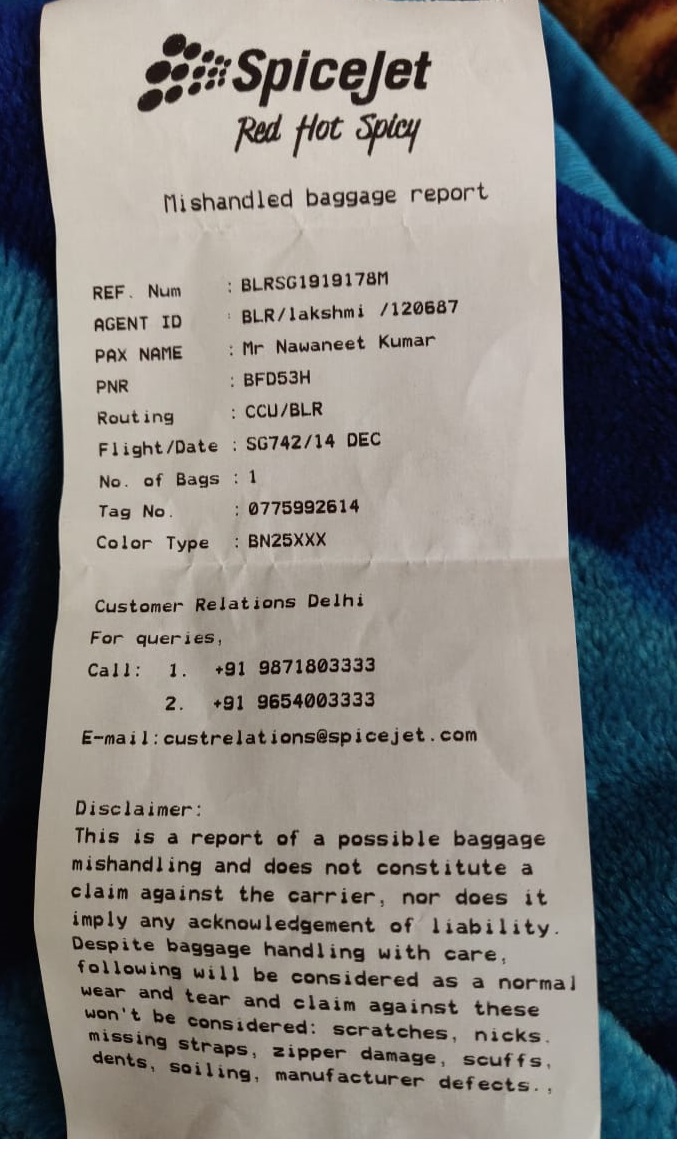 SpiceJet
Red Hot Spicy
Mishandled baggage report
REF. Num : BLRSG1919178M
AGENT ID : BLR/lakshmi /120687
PAX NAME : Mr Nawaneet Kumar
PNR : BFD53H
Routing : CCU/BLR
Flight/Date : SG742/14 DEC
No. of Bags : 1
Tag No. : 0775992614
Color Type : BN25XXX
Customer Relations Delhi
For queries,
Call: 1. +91 9871803333
2. +91 9654003333
E-mail:custrelations@spicejet.com
Disclaimer:
This is a report of a possible baggage
mishandling and does not constitute a
claim against the carrier, nor does it
imply any acknowledgement of liability.
Despite baggage handling with care,
following will be considered as a normal
wear and tear and claim against these
won't be considered: scratches, nicks.
missing straps, zipper damage, scuffs,
dents, soiling, manufacturer defects.,